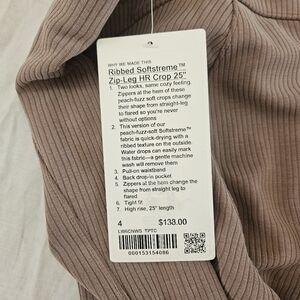 WHY WE MADE THIS
Ribbed Softstreme™
Zip-Leg HR Crop 25"
1. Two looks, same cozy feeling.
Zippers at the hem of these
peach-fuzz soft crops change
their shape from straight-leg
to flared so you're never
without options
2. This version of our
peach-fuzz-soft Softstreme™
fabric is quick-drying with a
ribbed texture on the outside.
Water drops can easily mark
this fabric—a gentle machine
wash will remove them
3. Pull-on waistband
4. Back drop-in pocket
5. Zippers at the hem change the
shape from straight leg to
flared
6. Tight fit
7. High rise, 25" length
4 $138.00
LW6CNWS TPTC
000153154086